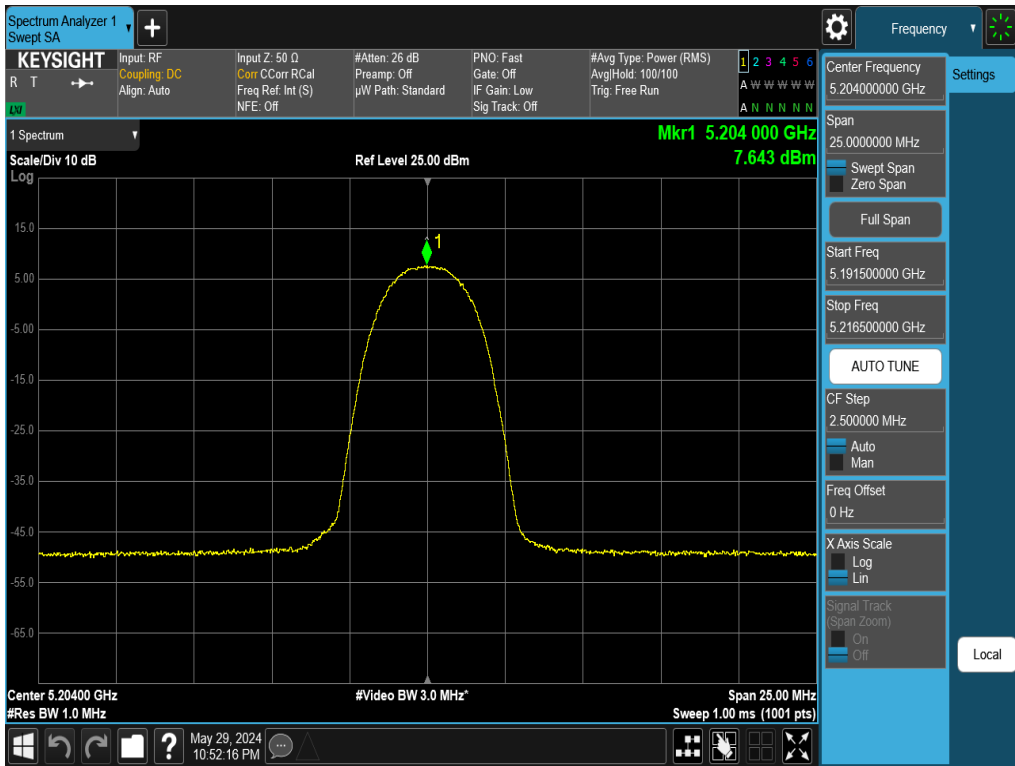 Spectrum Analyzer 1
Swept SA
Frequency
KEYSIGHT
R T
LXI
Input: RF
Coupling: DC
Align: Auto
Input Z: 50 Ω
Corr CCorr RCal
Freq Ref: Int (S)
NFE: Off
#Atten: 26 dB
Preamp: Off
µW Path: Standard
PNO: Fast
Gate: Off
IF Gain: Low
Sig Track: Off
#Avg Type: Power (RMS)
Avg|Hold: 100/100
Trig: Free Run
1 2 3 4 5 6
A W W W W W
A N N N N N
1 Spectrum
Scale/Div 10 dB
Log
Ref Level 25.00 dBm
Mkr1 5.204 000 GHz
7.643 dBm
1
15.0
5.00
-5.00
-15.0
-25.0
-35.0
-45.0
-55.0
-65.0
Center 5.20400 GHz
#Res BW 1.0 MHz
#Video BW 3.0 MHz*
Span 25.00 MHz
Sweep 1.00 ms (1001 pts)
Center Frequency
5.204000000 GHz
Settings
Span
25.0000000 MHz
Swept Span
Zero Span
Full Span
Start Freq
5.191500000 GHz
Stop Freq
5.216500000 GHz
AUTO TUNE
CF Step
2.500000 MHz
Auto
Man
Freq Offset
0 Hz
X Axis Scale
Log
Lin
Signal Track
(Span Zoom)
On
Off
Local
?
May 29, 2024
10:52:16 PM